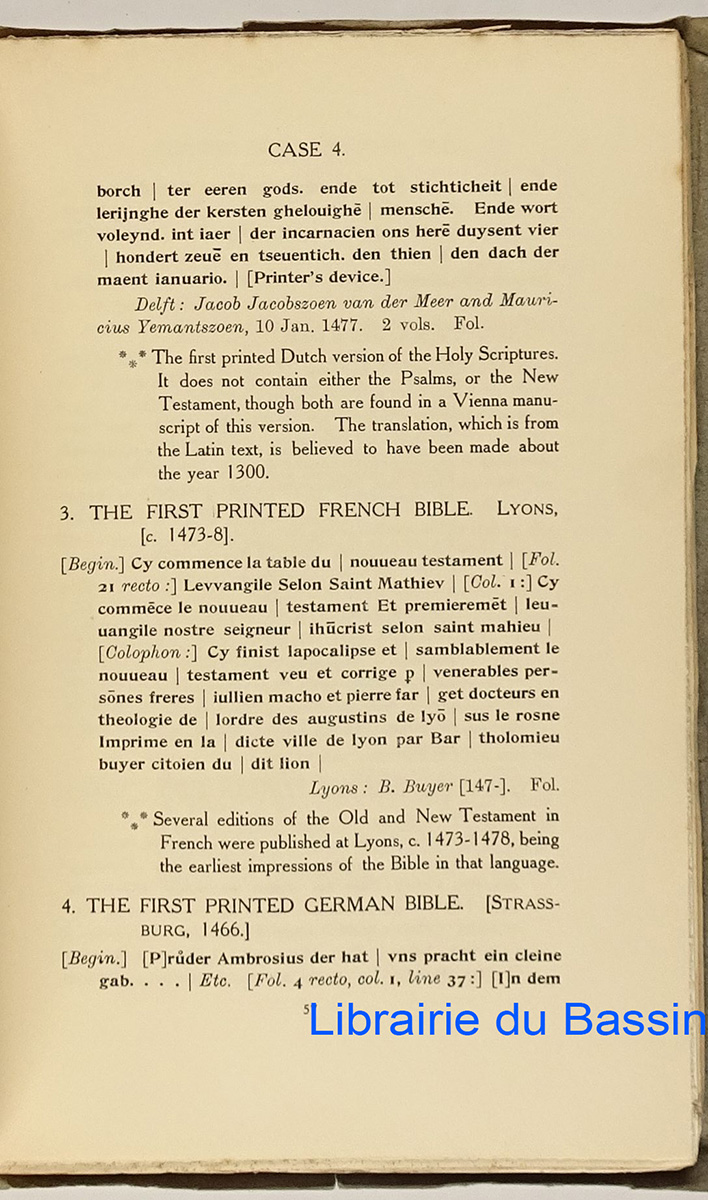 CASE 4.
borch | ter eeren gods. ende tot stichticheit | ende
lerijnghe der kersten ghelouighē | menschē. Ende wort
voleynd. int iaer | der incarnacien ons herē duysent vier
| hondert zeuē en tseuentich. den thien | den dach der
maent ianuario. | [Printer's device.]
Delft: Jacob Jacobszoen van der Meer and Mauri-
cius Yemantszoen, 10 Jan. 1477. 2 vols. Fol.
*** The first printed Dutch version of the Holy Scriptures.
It does not contain either the Psalms, or the New
Testament, though both are found in a Vienna manu-
script of this version. The translation, which is from
the Latin text, is believed to have been made about
the year 1300.
3. THE FIRST PRINTED FRENCH BIBLE. LYONS,
[c. 1473-8].
[Begin.] Cy commence la table du | nouueau testament | [Fol.
21 recto :] Levvangile Selon Saint Mathiev | [Col. 1 :] Cy
commēce le nouueau | testament Et premieremēt | leu-
uangile nostre seigneur | ihūcrist selon saint mahieu |
[Colophon :] Cy finist lapocalipse et | samblablement le
nouueau | testament veu et corrige ꝑ | venerables per-
sōnes freres | iullien macho et pierre far | get docteurs en
theologie de | lordre des augustins de lyō | sus le rosne
Imprime en la | dicte ville de lyon par Bar | tholomieu
buyer citoien du | dit lion |
Lyons: B. Buyer [147-]. Fol.
*** Several editions of the Old and New Testament in
French were published at Lyons, c. 1473-1478, being
the earliest impressions of the Bible in that language.
4. THE FIRST PRINTED GERMAN BIBLE. [STRASS-
BURG, 1466.]
[Begin.] [P]růder Ambrosius der hat | vns pracht ein cleine
gab. . . . | Etc. [Fol. 4 recto, col. 1, line 37 :] [I]n dem
5
Librairie du Bassin